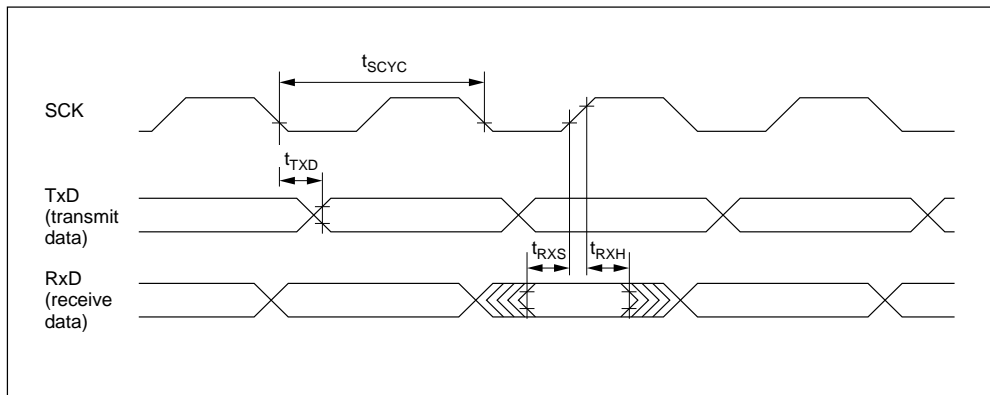 tSCYC
SCK
tTXD
TxD
(transmit
data)
tRXS tRXH
RxD
(receive
data)